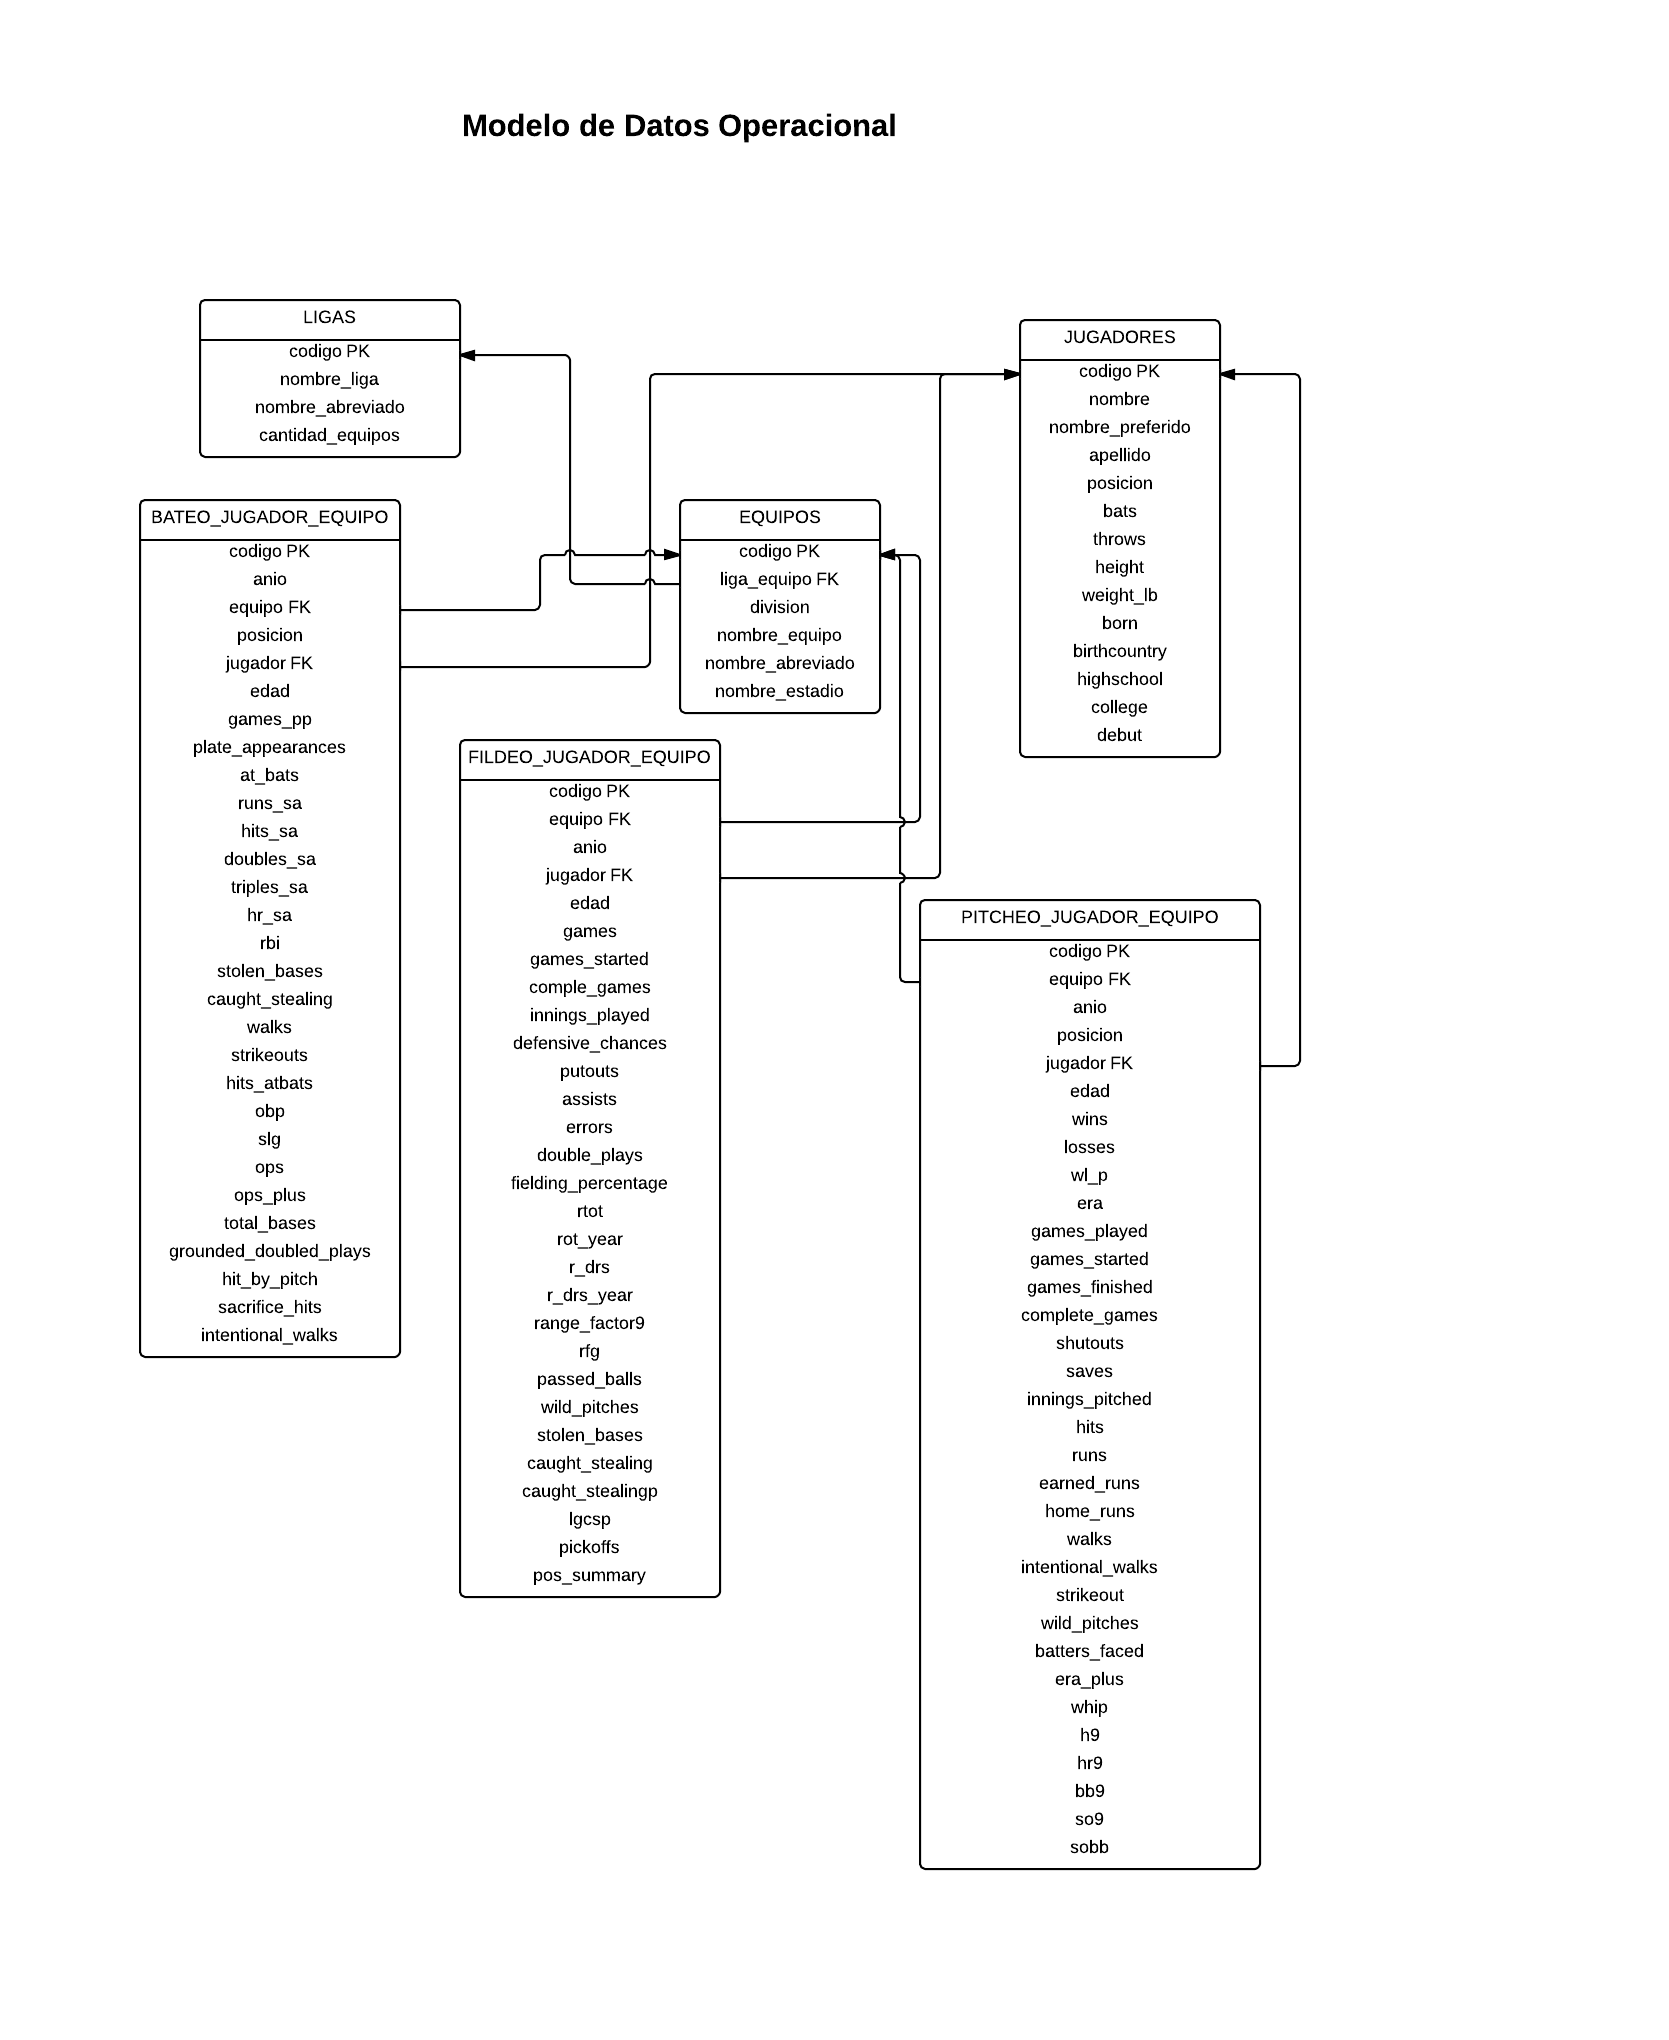 Modelo de Datos Operacional
LIGAS
codigo PK
nombre_liga
nombre_abreviado
cantidad_equipos
JUGADORES
codigo PK
nombre
nombre_preferido
apellido
posicion
bats
throws
height
weight_lb
born
birthcountry
highschool
college
debut
BATEO_JUGADOR_EQUIPO
codigo PK
anio
equipo FK
posicion
jugador FK
edad
games_pp
plate_appearances
at_bats
runs_sa
hits_sa
doubles_sa
triples_sa
hr_sa
rbi
stolen_bases
caught_stealing
walks
strikeouts
hits_atbats
obp
slg
ops
ops_plus
total_bases
grounded_doubled_plays
hit_by_pitch
sacrifice_hits
intentional_walks
EQUIPOS
codigo PK
liga_equipo FK
division
nombre_equipo
nombre_abreviado
nombre_estadio
FILDEO_JUGADOR_EQUIPO
codigo PK
equipo FK
anio
jugador FK
edad
games
games_started
comple_games
innings_played
defensive_chances
putouts
assists
errors
double_plays
fielding_percentage
rtot
rot_year
r_drs
r_drs_year
range_factor9
rfg
passed_balls
wild_pitches
stolen_bases
caught_stealing
caught_stealingp
lgcsp
pickoffs
pos_summary
PITCHEO_JUGADOR_EQUIPO
codigo PK
equipo FK
anio
posicion
jugador FK
edad
wins
losses
wl_p
era
games_played
games_started
games_finished
complete_games
shutouts
saves
innings_pitched
hits
runs
earned_runs
home_runs
walks
intentional_walks
strikeout
wild_pitches
batters_faced
era_plus
whip
h9
hr9
bb9
so9
sobb